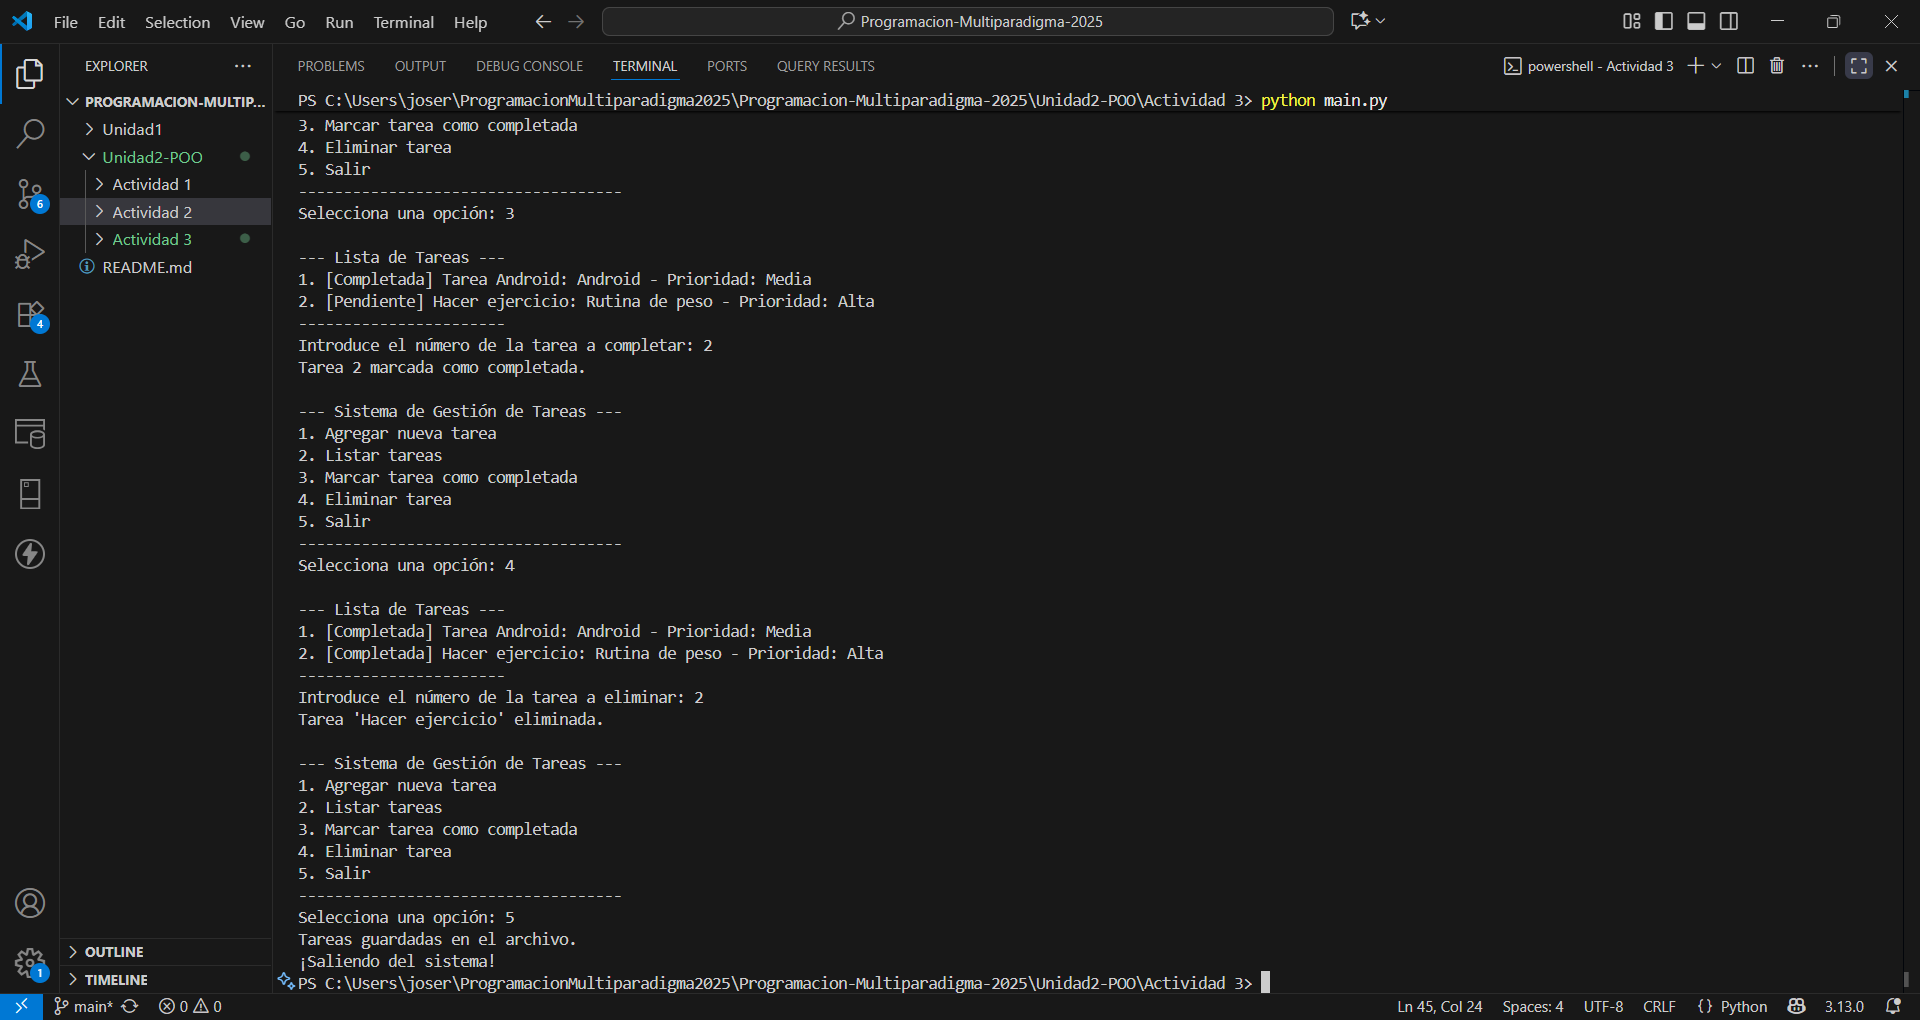 File Edit Selection View Go Run Terminal Help
Programacion-Multiparadigma-2025
EXPLORER
PROGRAMACION-MULTIP...
Unidad1
Unidad2-POO
Actividad 1
Actividad 2
Actividad 3
README.md
6
4
1
OUTLINE
TIMELINE
PROBLEMS OUTPUT DEBUG CONSOLE TERMINAL PORTS QUERY RESULTS
powershell - Actividad 3
PS C:\Users\joser\ProgramacionMultiparadigma2025\Programacion-Multiparadigma-2025\Unidad2-POO\Actividad 3> python main.py
3. Marcar tarea como completada
4. Eliminar tarea
5. Salir
------------------------------------
Selecciona una opción: 3
--- Lista de Tareas ---
1. [Completada] Tarea Android: Android - Prioridad: Media
2. [Pendiente] Hacer ejercicio: Rutina de peso - Prioridad: Alta
-----------------------
Introduce el número de la tarea a completar: 2
Tarea 2 marcada como completada.
--- Sistema de Gestión de Tareas ---
1. Agregar nueva tarea
2. Listar tareas
3. Marcar tarea como completada
4. Eliminar tarea
5. Salir
------------------------------------
Selecciona una opción: 4
--- Lista de Tareas ---
1. [Completada] Tarea Android: Android - Prioridad: Media
2. [Completada] Hacer ejercicio: Rutina de peso - Prioridad: Alta
-----------------------
Introduce el número de la tarea a eliminar: 2
Tarea 'Hacer ejercicio' eliminada.
--- Sistema de Gestión de Tareas ---
1. Agregar nueva tarea
2. Listar tareas
3. Marcar tarea como completada
4. Eliminar tarea
5. Salir
------------------------------------
Selecciona una opción: 5
Tareas guardadas en el archivo.
¡Saliendo del sistema!
PS C:\Users\joser\ProgramacionMultiparadigma2025\Programacion-Multiparadigma-2025\Unidad2-POO\Actividad 3>
main* 0 0 Ln 45, Col 24 Spaces: 4 UTF-8 CRLF {} Python 3.13.0